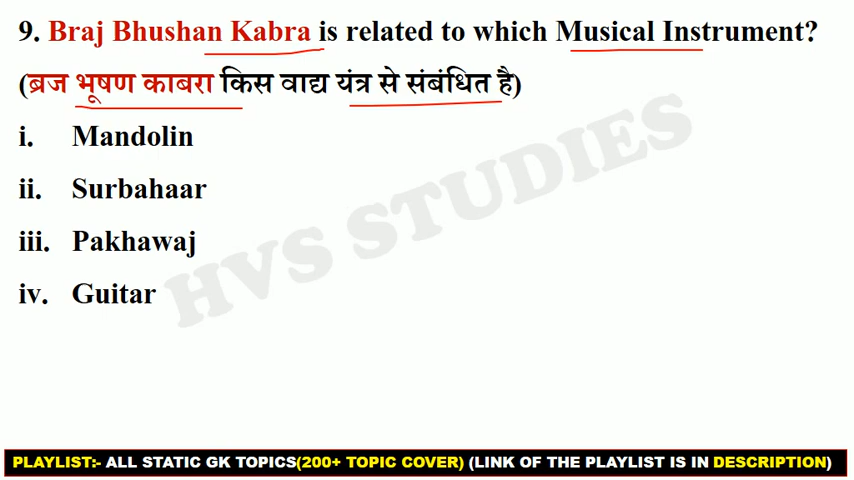 9. Braj Bhushan Kabra is related to which Musical Instrument?
(ब्रज भूषण काबरा किस वाद्य यंत्र से संबंधित है)
i. Mandolin
ii. Surbahaar
iii. Pakhawaj
iv. Guitar
HVS STUDIES
PLAYLIST:- ALL STATIC GK TOPICS(200+ TOPIC COVER) (LINK OF THE PLAYLIST IS IN DESCRIPTION)